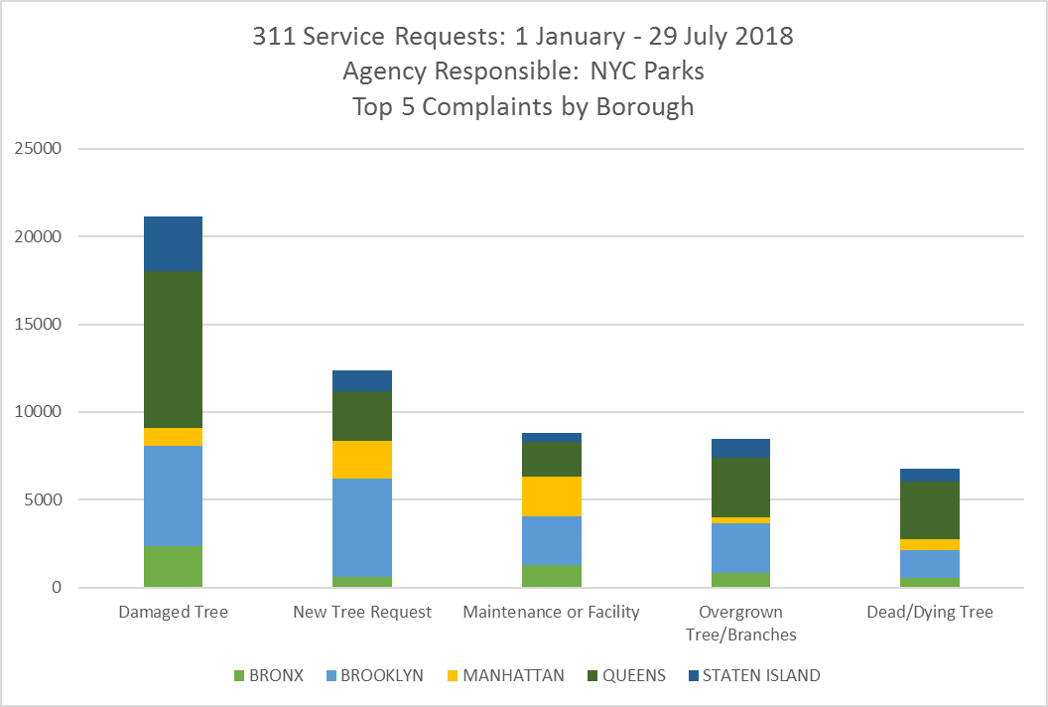 311 Service Requests: 1 January - 29 July 2018
Agency Responsible: NYC Parks
Top 5 Complaints by Borough
25000
20000
15000
10000
5000
0
Damaged Tree
New Tree Request
Maintenance or Facility
Overgrown
Tree/Branches
Dead/Dying Tree
BRONX
BROOKLYN
MANHATTAN
QUEENS
STATEN ISLAND